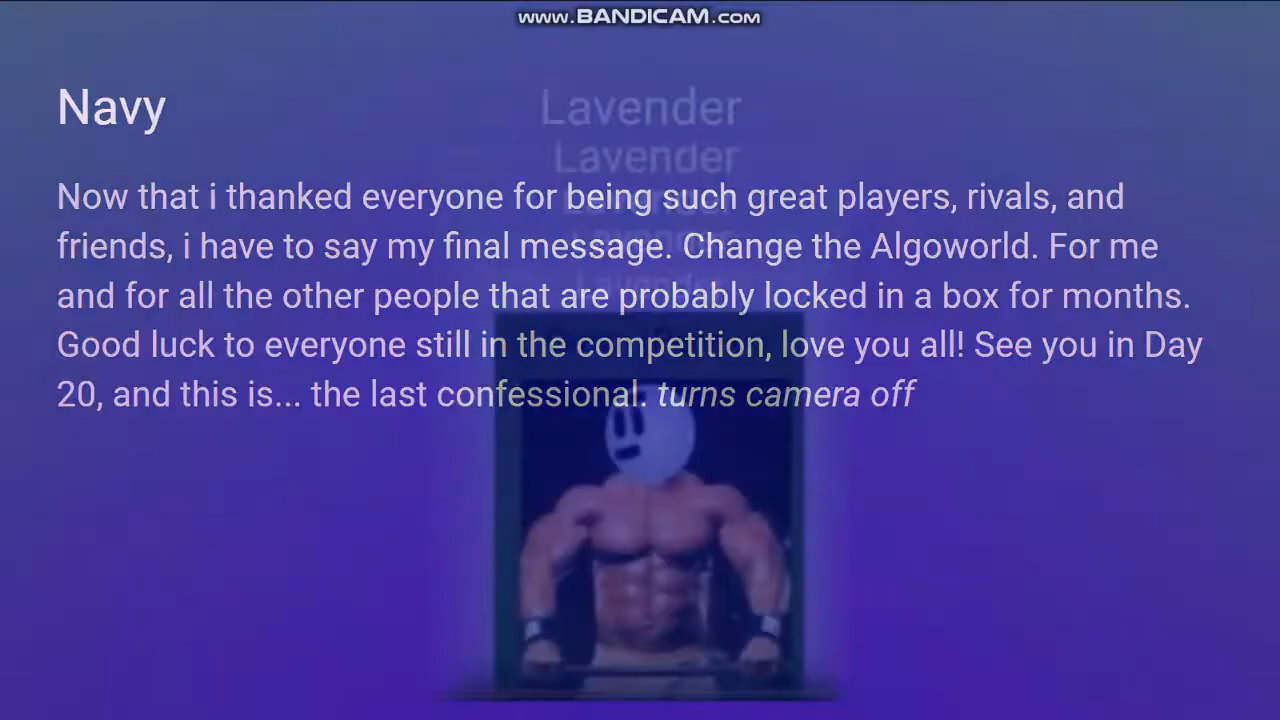 www.BANDICAM.com
Navy
Lavender
Lavender
Lavender
Lavender
Lavender
Now that i thanked everyone for being such great players, rivals, and
friends, i have to say my final message. Change the Algoworld. For me
and for all the other people that are probably locked in a box for months.
Good luck to everyone still in the competition, love you all! See you in Day
20, and this is... the last confessional. turns camera off